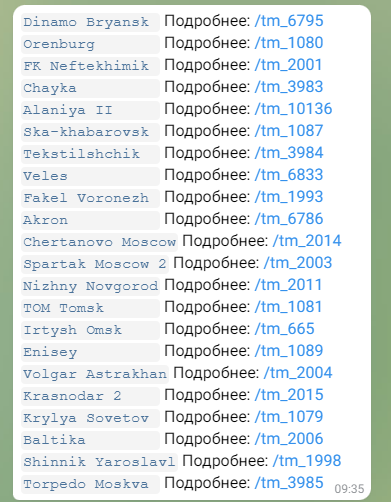 Dinamo Bryansk Подробнее: /tm_6795
Orenburg Подробнее: /tm_1080
FK Neftekhimik Подробнее: /tm_2001
Chayka Подробнее: /tm_3983
Alaniya II Подробнее: /tm_10136
Ska-khabarovsk Подробнее: /tm_1087
Tekstilshchik Подробнее: /tm_3984
Veles Подробнее: /tm_6833
Fakel Voronezh Подробнее: /tm_1993
Akron Подробнее: /tm_6786
Chertanovo Moscow Подробнее: /tm_2014
Spartak Moscow 2 Подробнее: /tm_2003
Nizhny Novgorod Подробнее: /tm_2011
TOM Tomsk Подробнее: /tm_1081
Irtysh Omsk Подробнее: /tm_665
Enisey Подробнее: /tm_1089
Volgar Astrakhan Подробнее: /tm_2004
Krasnodar 2 Подробнее: /tm_2015
Krylya Sovetov Подробнее: /tm_1079
Baltika Подробнее: /tm_2006
Shinnik Yaroslavl Подробнее: /tm_1998
Torpedo Moskva Подробнее: /tm_3985
09:35